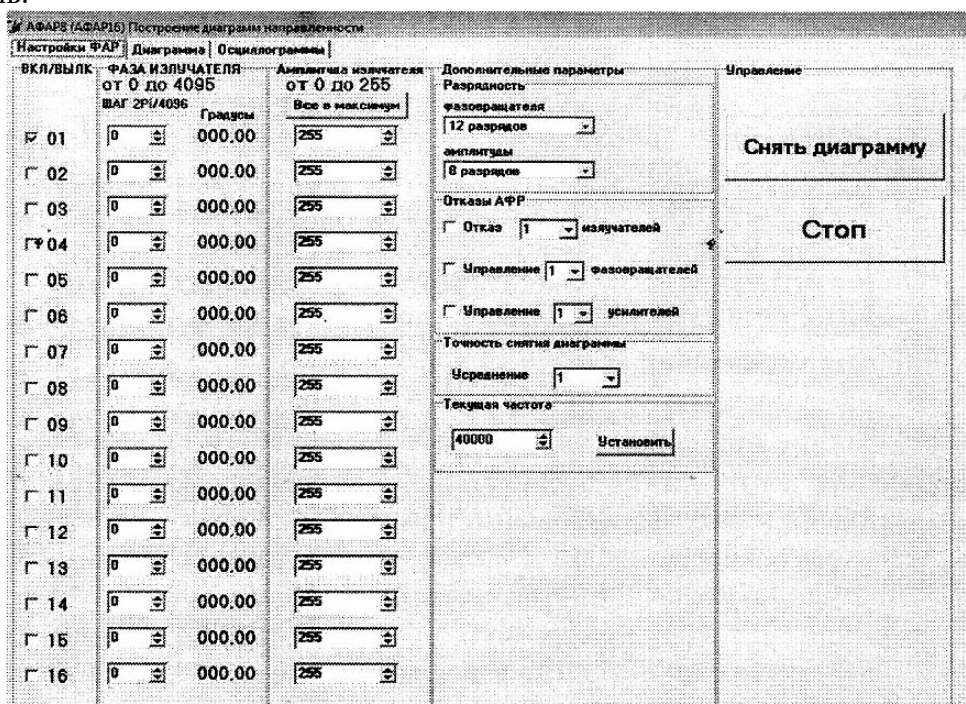 АФАР8 (АФАР16) Построение диаграмм направленности
Настройки ФАР Диаграмма Осциллограммы
ВКЛ/ВЫЛК ФАЗА ИЗЛУЧАТЕЛЯ Амплитуда излучателя Дополнительные параметры Управление
от 0 до 4095 от 0 до 255 Разрядность
ШАГ 2Pi/4096 Градусы Все в максимум фазовращателя
01 0 000.00 255 12 разрядов
амплитуды
02 0 000.00 255 8 разрядов
Снять диаграмму
03 0 000.00 255 Отказы АФР
Отказ 1 излучателей
04 0 000.00 255
Стоп
05 0 000.00 255 Управление 1 фазовращателей
06 0 000.00 255 Управление 1 усилителей
07 0 000.00 255 Точность снятия диаграммы
08 0 000.00 255 Усреднение 1
09 0 000.00 255 Текущая частота
40000 Установить
10 0 000.00 255
11 0 000.00 255
12 0 000.00 255
13 0 000.00 255
14 0 000.00 255
15 0 000.00 255
16 0 000.00 255